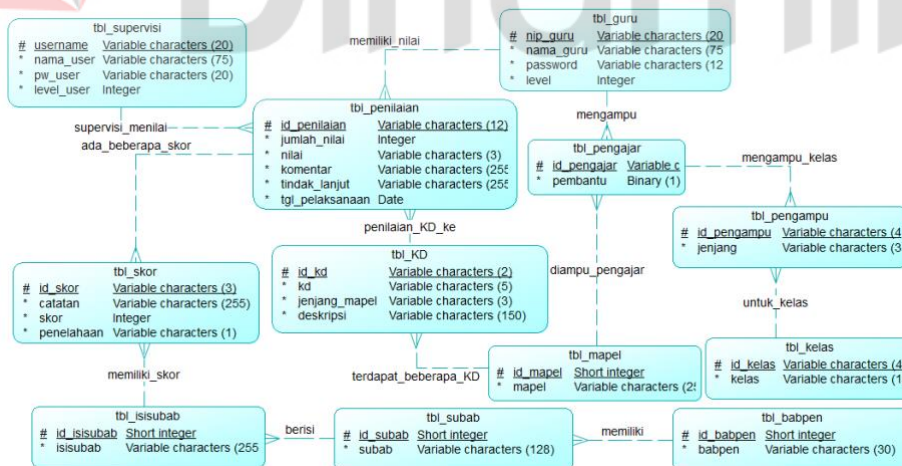 tbl_supervisi
# username Variable characters (20)
* nama_user Variable characters (75)
* pw_user Variable characters (20)
* level_user Integer
memiliki_nilai
tbl_guru
# nip_guru Variable characters (20
* nama_guru Variable characters (75
* password Variable characters (12
* level Integer
supervisi_menilai
ada_beberapa_skor
tbl_penilaian
# id_penilaian Variable characters (12)
* jumlah_nilai Integer
* nilai Variable characters (3)
* komentar Variable characters (255
* tindak_lanjut Variable characters (255
* tgl_pelaksanaan Date
mengampu
tbl_pengajar
# id_pengajar Variable c
* pembantu Binary (1)
mengampu_kelas
tbl_pengampu
# id_pengampu Variable characters (4
* jenjang Variable characters (3
penilaian_KD_ke
tbl_KD
# id_kd Variable characters (2)
* kd Variable characters (5)
* jenjang_mapel Variable characters (3)
* deskripsi Variable characters (150)
diampu_pengajar
untuk_kelas
tbl_skor
# id_skor Variable characters (3)
* catatan Variable characters (255)
* skor Integer
* penelahaan Variable characters (1)
memiliki_skor
terdapat_beberapa_KD
tbl_mapel
# id_mapel Short integer
* mapel Variable characters (25
tbl_kelas
# id_kelas Variable characters (4
* kelas Variable characters (1
tbl_isisubab
# id_isisubab Short integer
* isisubab Variable characters (255
berisi
tbl_subab
# id_subab Short integer
* subab Variable characters (128)
memiliki
tbl_babpen
# id_babpen Short integer
* babpen Variable characters (30)